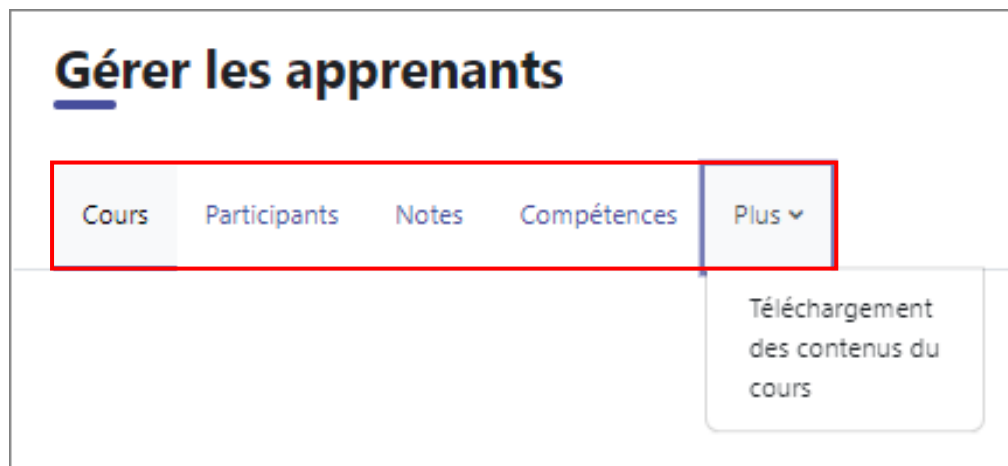 Gérer les apprenants
Cours Participants Notes Compétences Plus
Téléchargement
des contenus du
cours